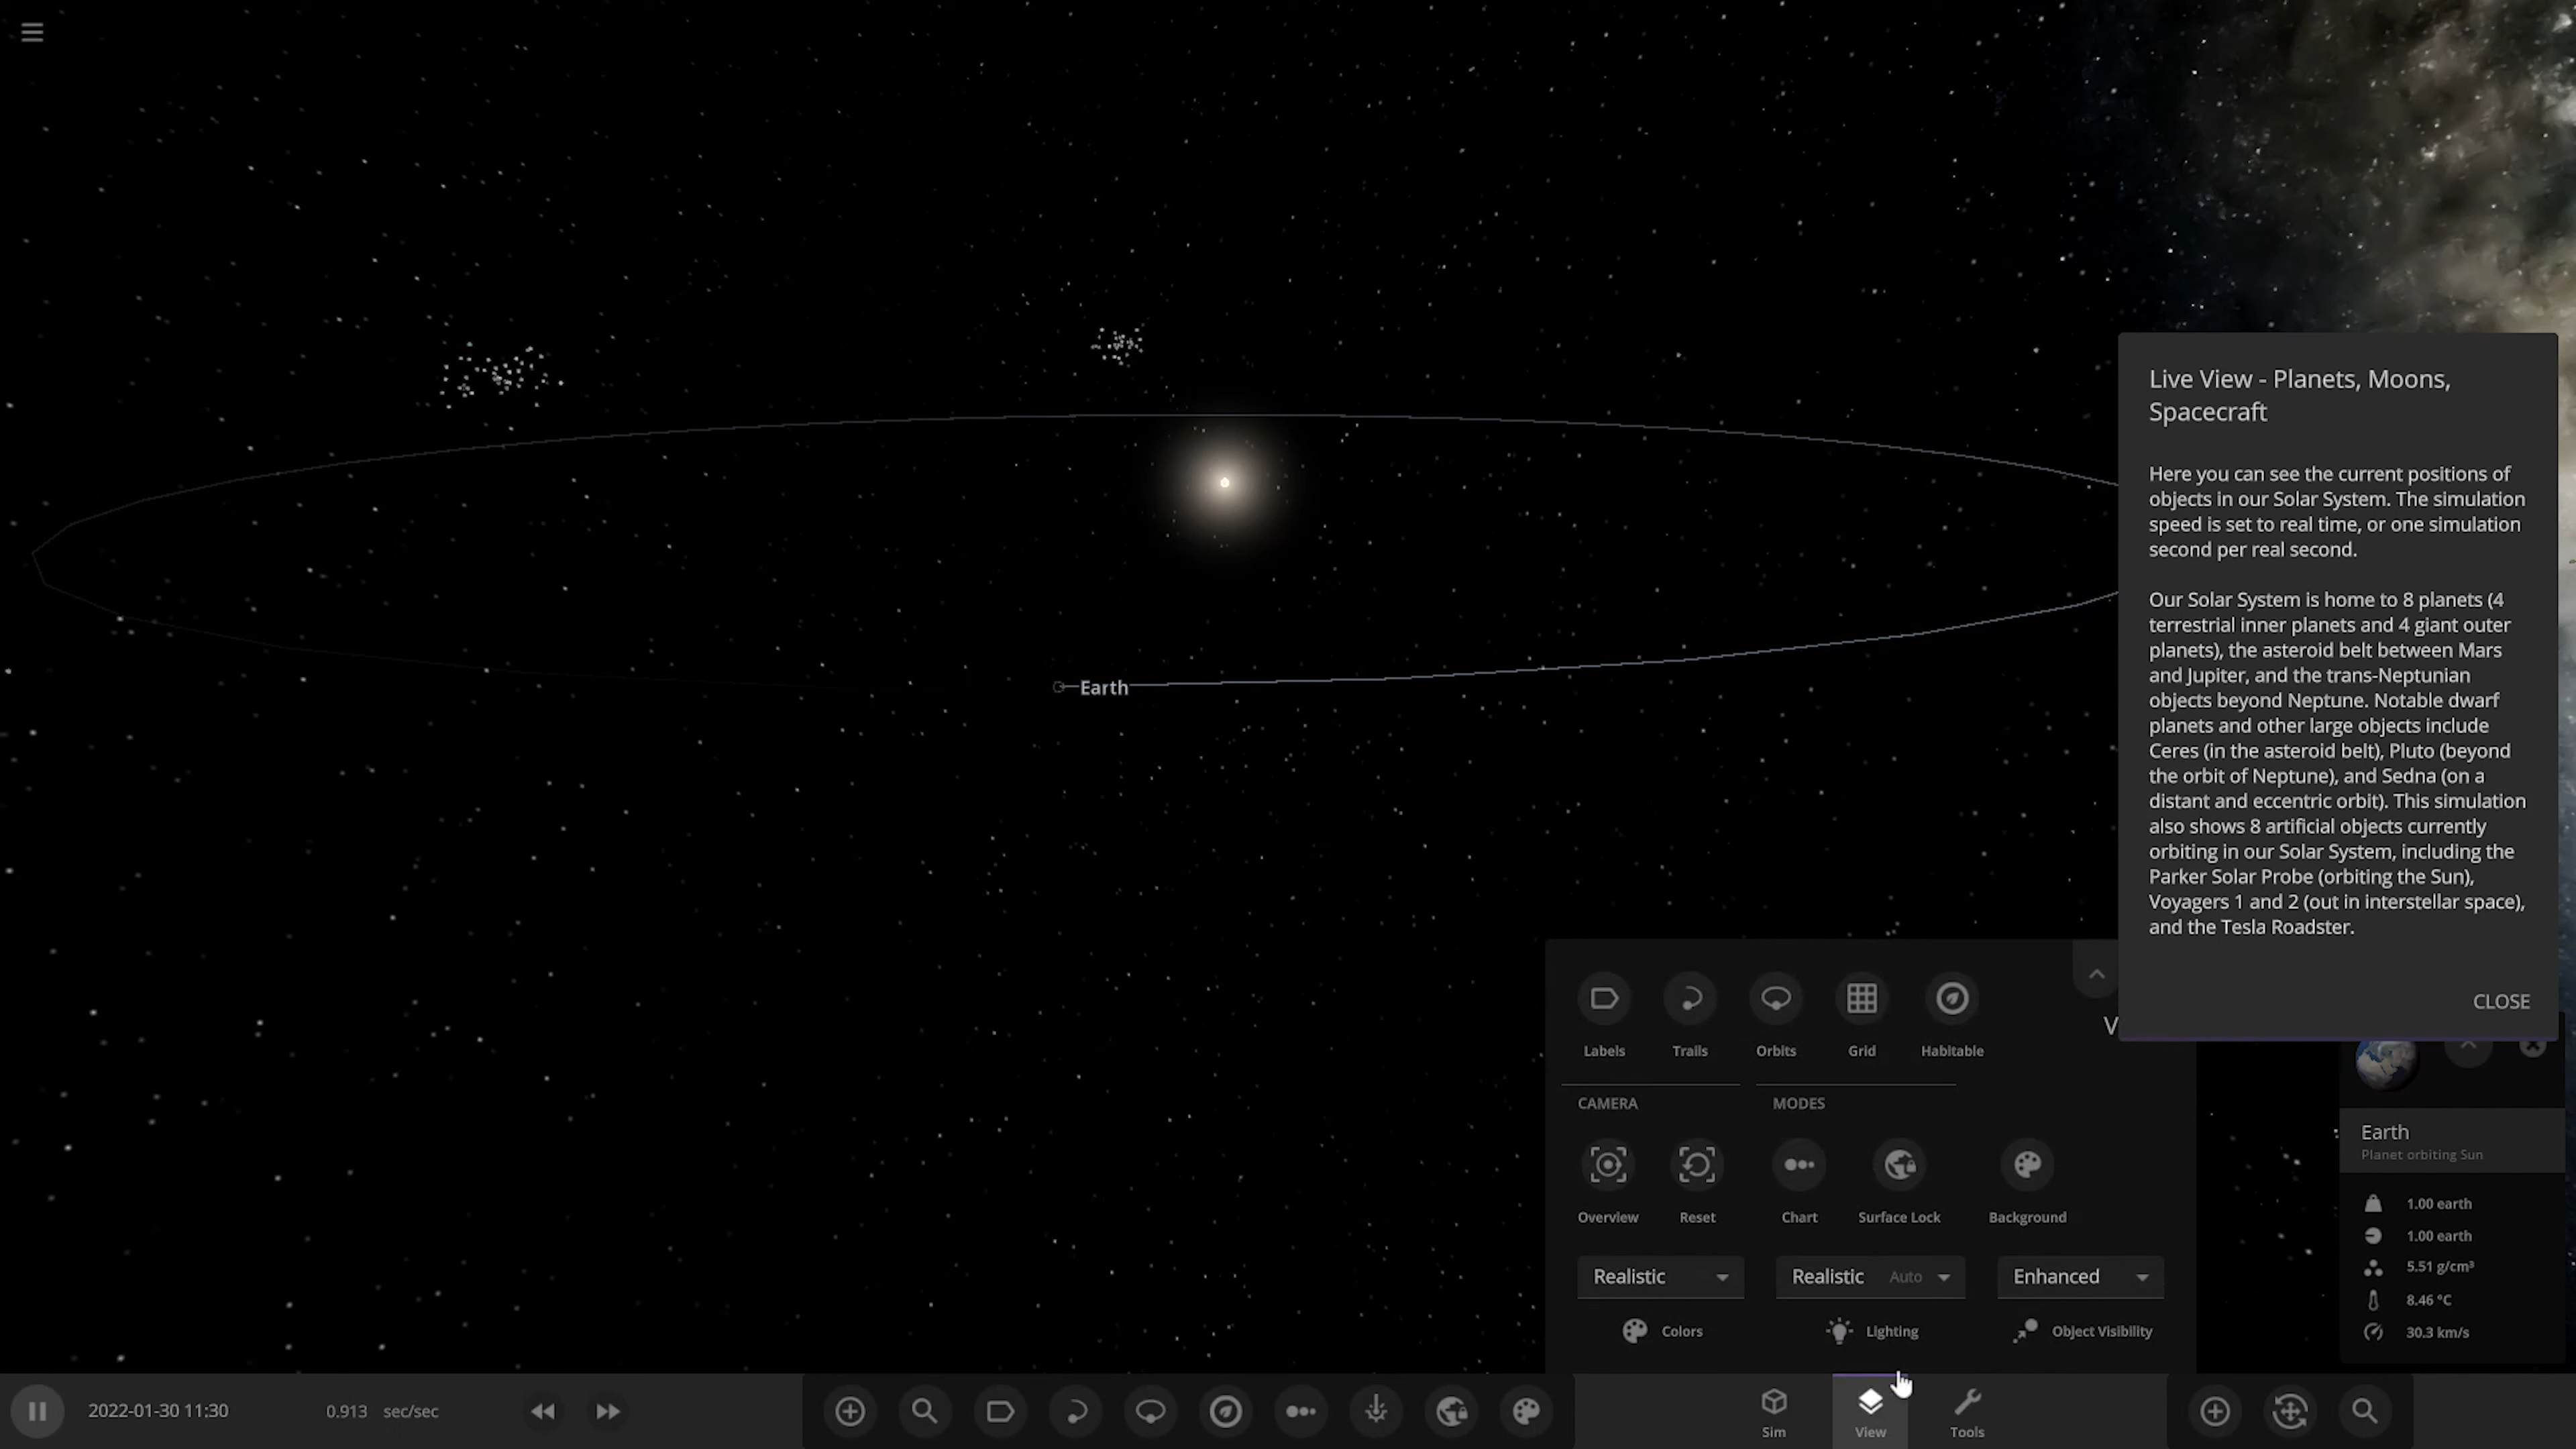 Live View - Planets, Moons,
Spacecraft
Here you can see the current positions of
objects in our Solar System. The simulation
speed is set to real time, or one simulation
second per real second.
Our Solar System is home to 8 planets (4
terrestrial inner planets and 4 giant outer
planets), the asteroid belt between Mars
and Jupiter, and the trans-Neptunian
objects beyond Neptune. Notable dwarf
planets and other large objects include
Ceres (in the asteroid belt), Pluto (beyond
the orbit of Neptune), and Sedna (on a
distant and eccentric orbit). This simulation
also shows 8 artificial objects currently
orbiting in our Solar System, including the
Parker Solar Probe (orbiting the Sun),
Voyagers 1 and 2 (out in interstellar space),
and the Tesla Roadster.
CLOSE
Earth
Labels Trails Orbits Grid Habitable
CAMERA MODES
Overview Reset Chart Surface Lock Background
Realistic Realistic Auto Enhanced
Colors Lighting Object Visibility
Earth
Planet orbiting Sun
1.00 earth
1.00 earth
5.51 g/cm³
8.46 °C
30.3 km/s
2022-01-30 11:30 0.913 sec/sec
Sim View Tools